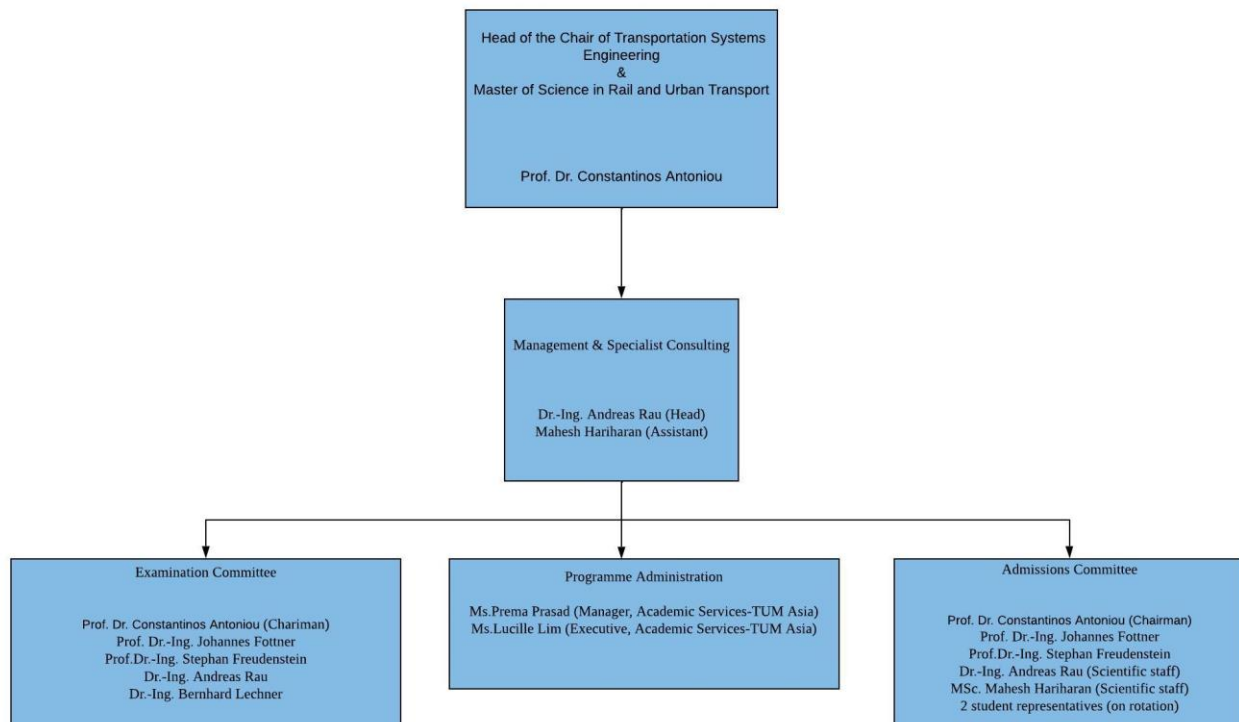 Head of the Chair of Transportation Systems
Engineering
&
Master of Science in Rail and Urban Transport
Prof. Dr. Constantinos Antoniou
Management & Specialist Consulting
Dr.-Ing. Andreas Rau (Head)
Mahesh Hariharan (Assistant)
Examination Committee
Prof. Dr. Constantinos Antoniou (Chariman)
Prof. Dr.-Ing. Johannes Fottner
Prof.Dr.-Ing. Stephan Freudenstein
Dr.-Ing. Andreas Rau
Dr.-Ing. Bernhard Lechner
Programme Administration
Ms.Prema Prasad (Manager, Academic Services-TUM Asia)
Ms.Lucille Lim (Executive, Academic Services-TUM Asia)
Admissions Committee
Prof. Dr. Constantinos Antoniou (Chairman)
Prof. Dr.-Ing. Johannes Fottner
Prof.Dr.-Ing. Stephan Freudenstein
Dr.-Ing. Andreas Rau (Scientific staff)
MSc. Mahesh Hariharan (Scientific staff)
2 student representatives (on rotation)